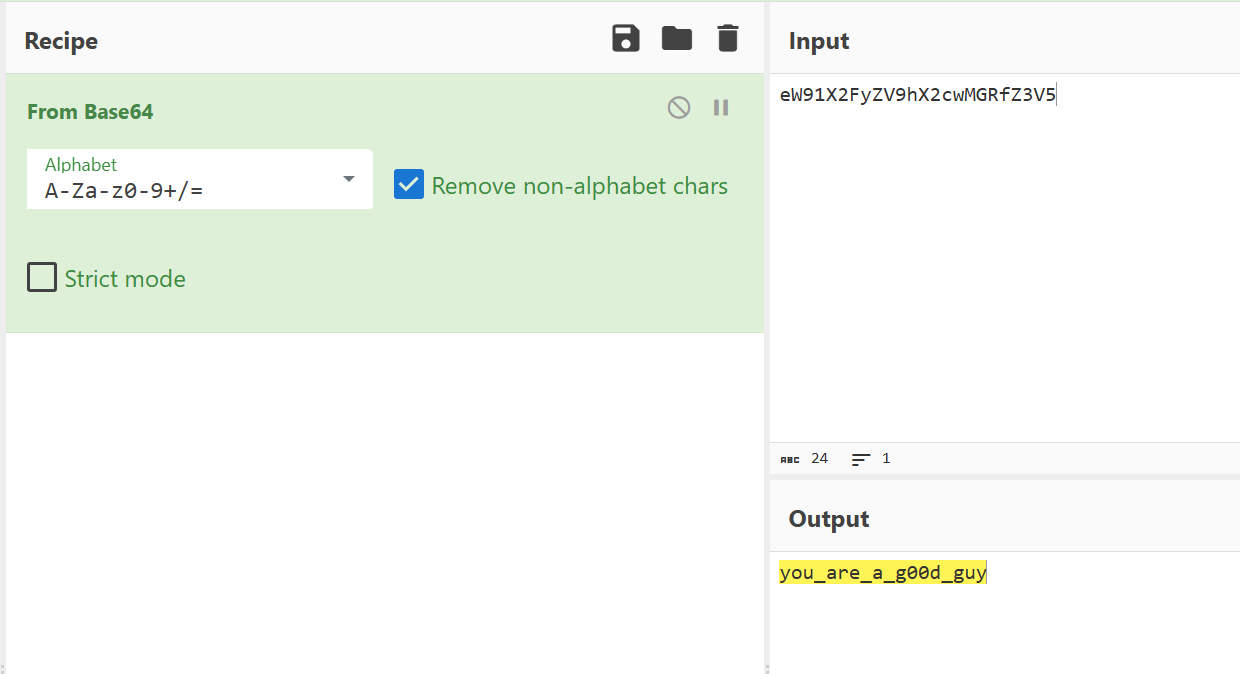 Recipe
From Base64
Alphabet
A-Za-z0-9+/=
Remove non-alphabet chars
Strict mode
Input
eW91X2FyZV9hX2cwMGRfZ3V5
ABC 24 1
Output
you_are_a_g00d_guy